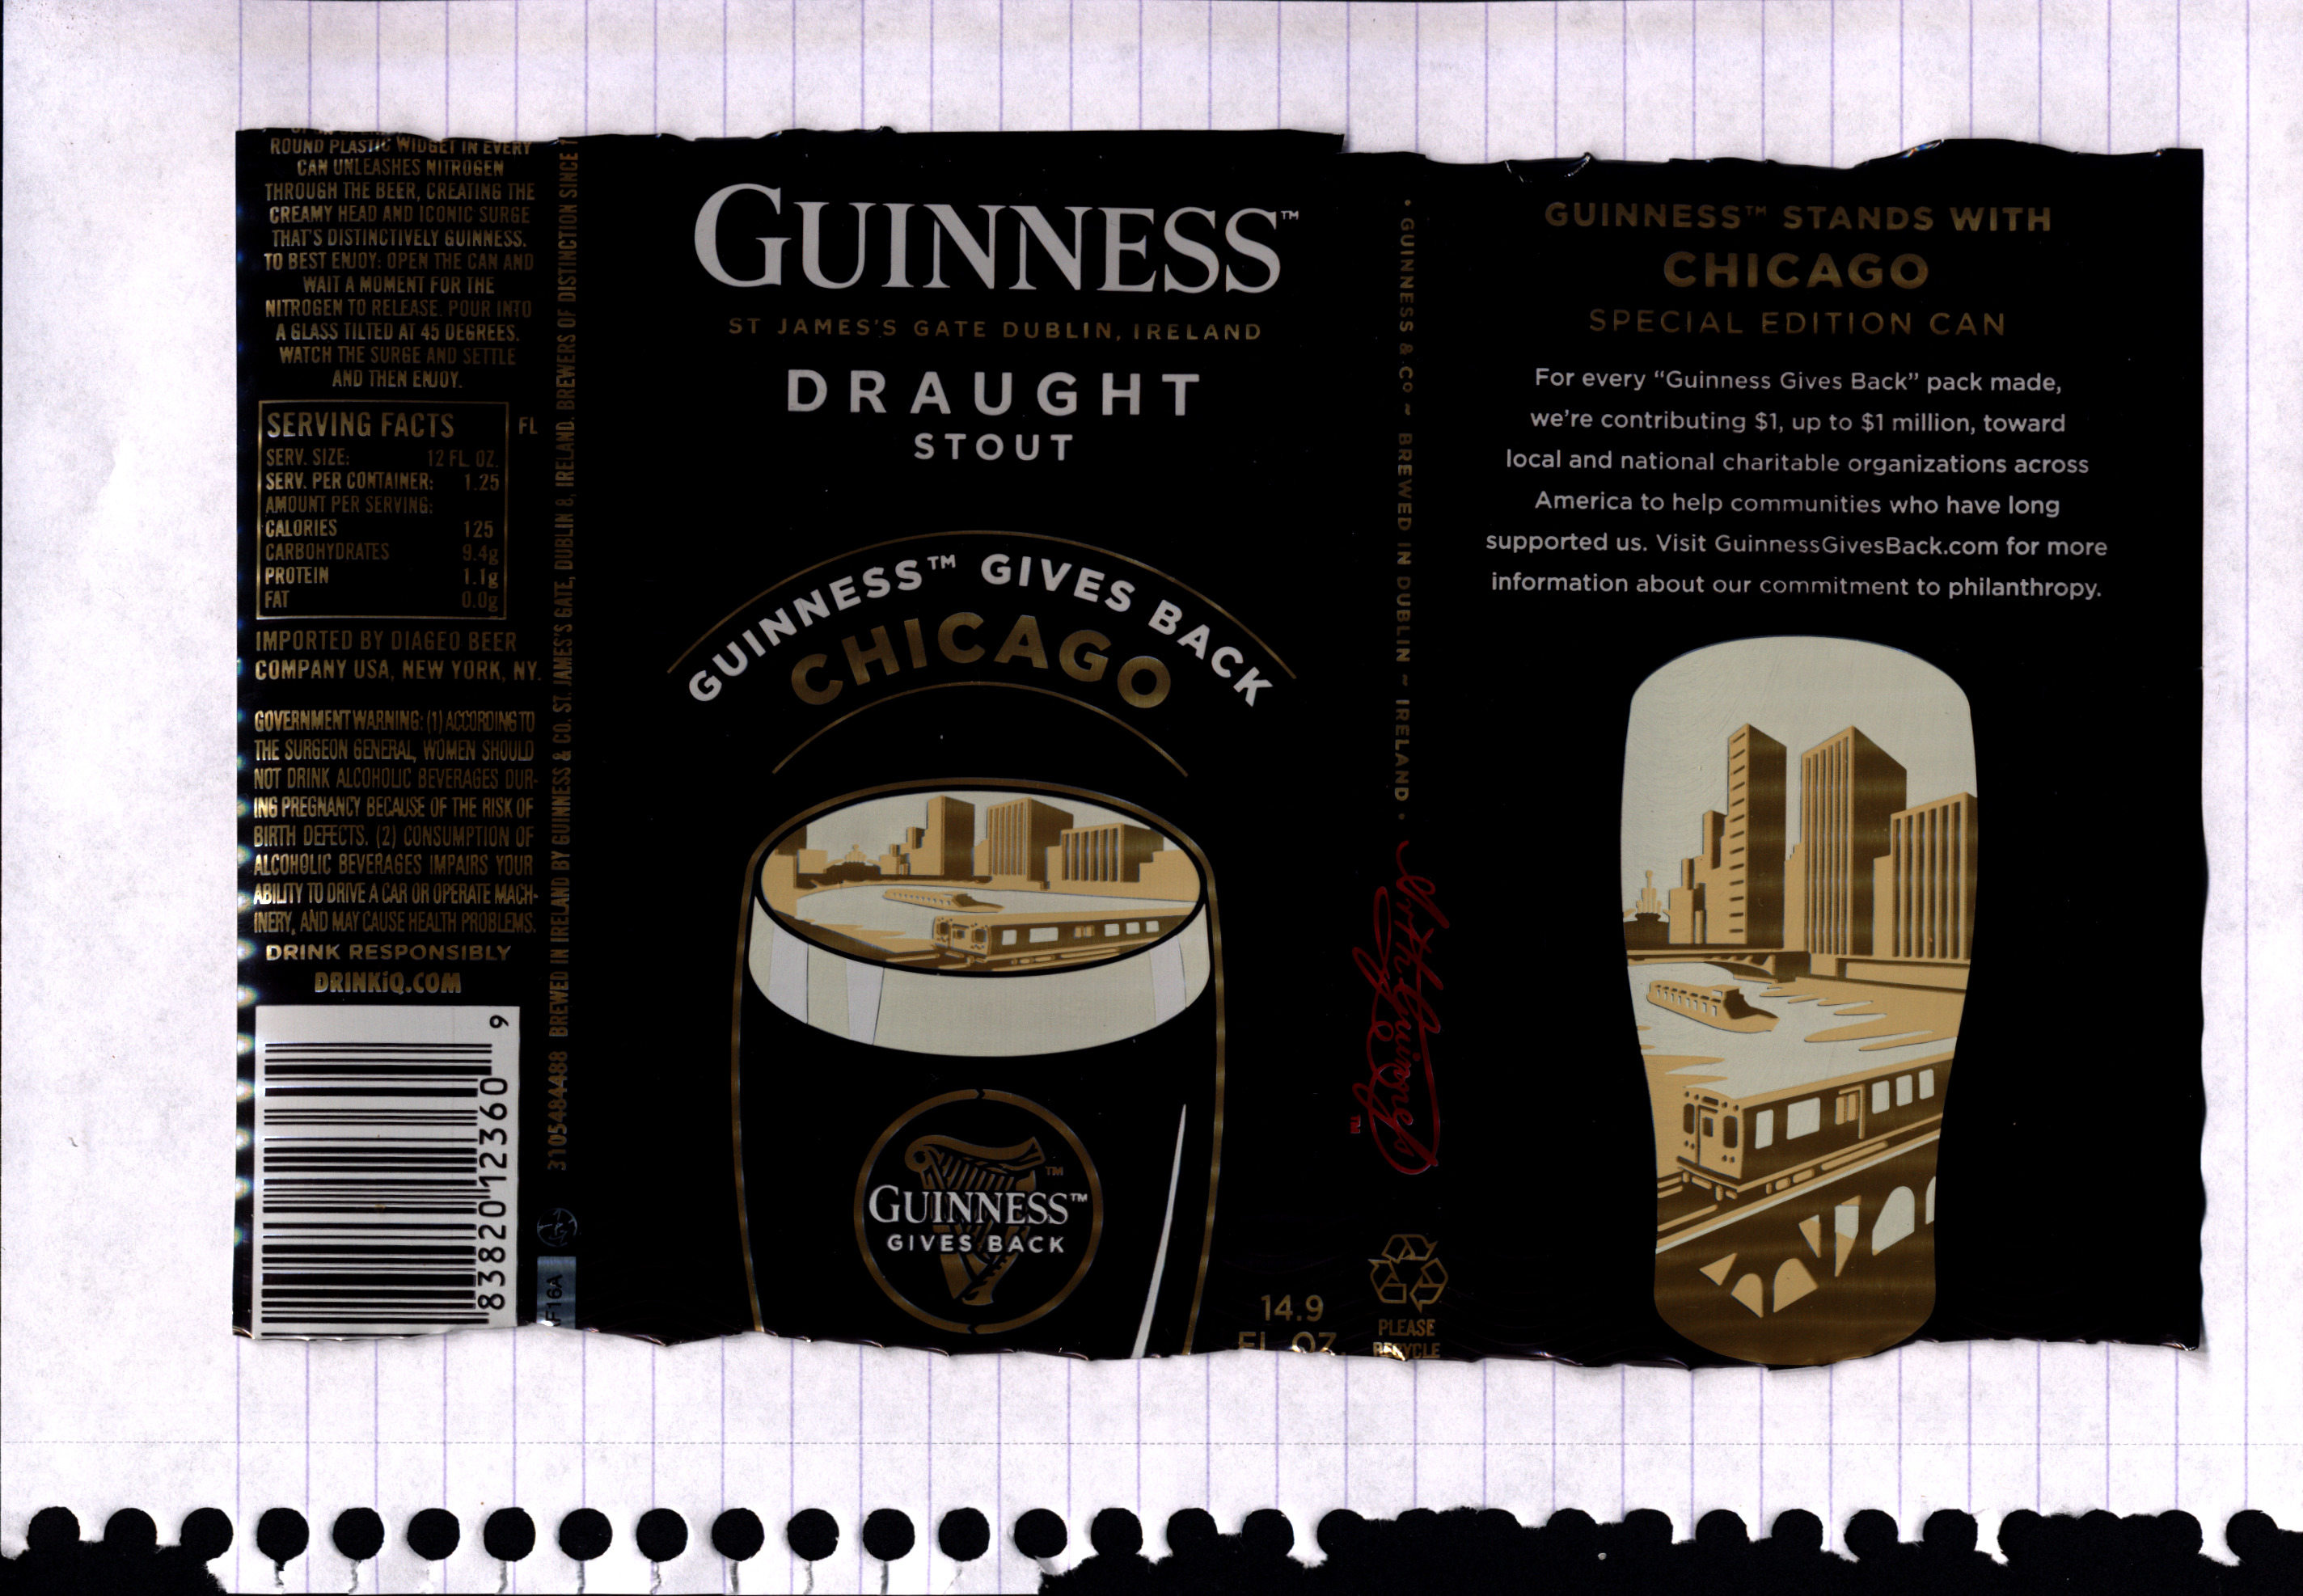 ROUND PLASTIC WIDGET IN EVERY
CAN UNLEASHES NITROGEN
THROUGH THE BEER, CREATING THE
CREAMY HEAD AND ICONIC SURGE
THAT'S DISTINCTIVELY GUINNESS.
TO BEST ENJOY: OPEN THE CAN AND
WAIT A MOMENT FOR THE
NITROGEN TO RELEASE. POUR INTO
A GLASS TILTED AT 45 DEGREES.
WATCH THE SURGE AND SETTLE
AND THEN ENJOY.
SERVING FACTS
SERV. SIZE: 12 FL. OZ.
SERV. PER CONTAINER: 1.25
AMOUNT PER SERVING:
CALORIES 125
CARBOHYDRATES 9.4g
PROTEIN 1.1g
FAT 0.0g
FL
IMPORTED BY DIAGEO BEER
COMPANY USA, NEW YORK, NY.
GOVERNMENT WARNING: (1) ACCORDING TO
THE SURGEON GENERAL, WOMEN SHOULD
NOT DRINK ALCOHOLIC BEVERAGES DUR-
ING PREGNANCY BECAUSE OF THE RISK OF
BIRTH DEFECTS. (2) CONSUMPTION OF
ALCOHOLIC BEVERAGES IMPAIRS YOUR
ABILITY TO DRIVE A CAR OR OPERATE MACH-
INERY, AND MAY CAUSE HEALTH PROBLEMS.
DRINK RESPONSIBLY
DRINKiQ.COM
83820 12360 9
3105484488 BREWED IN IRELAND BY GUINNESS & CO. ST. JAMES'S GATE, DUBLIN 8, IRELAND. BREWERS OF DISTINCTION SINCE 1
F16A
GUINNESS™
ST JAMES'S GATE DUBLIN, IRELAND
DRAUGHT
STOUT
GUINNESS™ GIVES BACK
CHICAGO
TM
GUINNESS™
GIVES BACK
14.9
FL OZ
• GUINNESS & Cº ~ BREWED IN DUBLIN ~ IRELAND •
Arth Guinness
TM
PLEASE
RECYCLE
GUINNESS™ STANDS WITH
CHICAGO
SPECIAL EDITION CAN
For every “Guinness Gives Back” pack made,
we're contributing $1, up to $1 million, toward
local and national charitable organizations across
America to help communities who have long
supported us. Visit GuinnessGivesBack.com for more
information about our commitment to philanthropy.